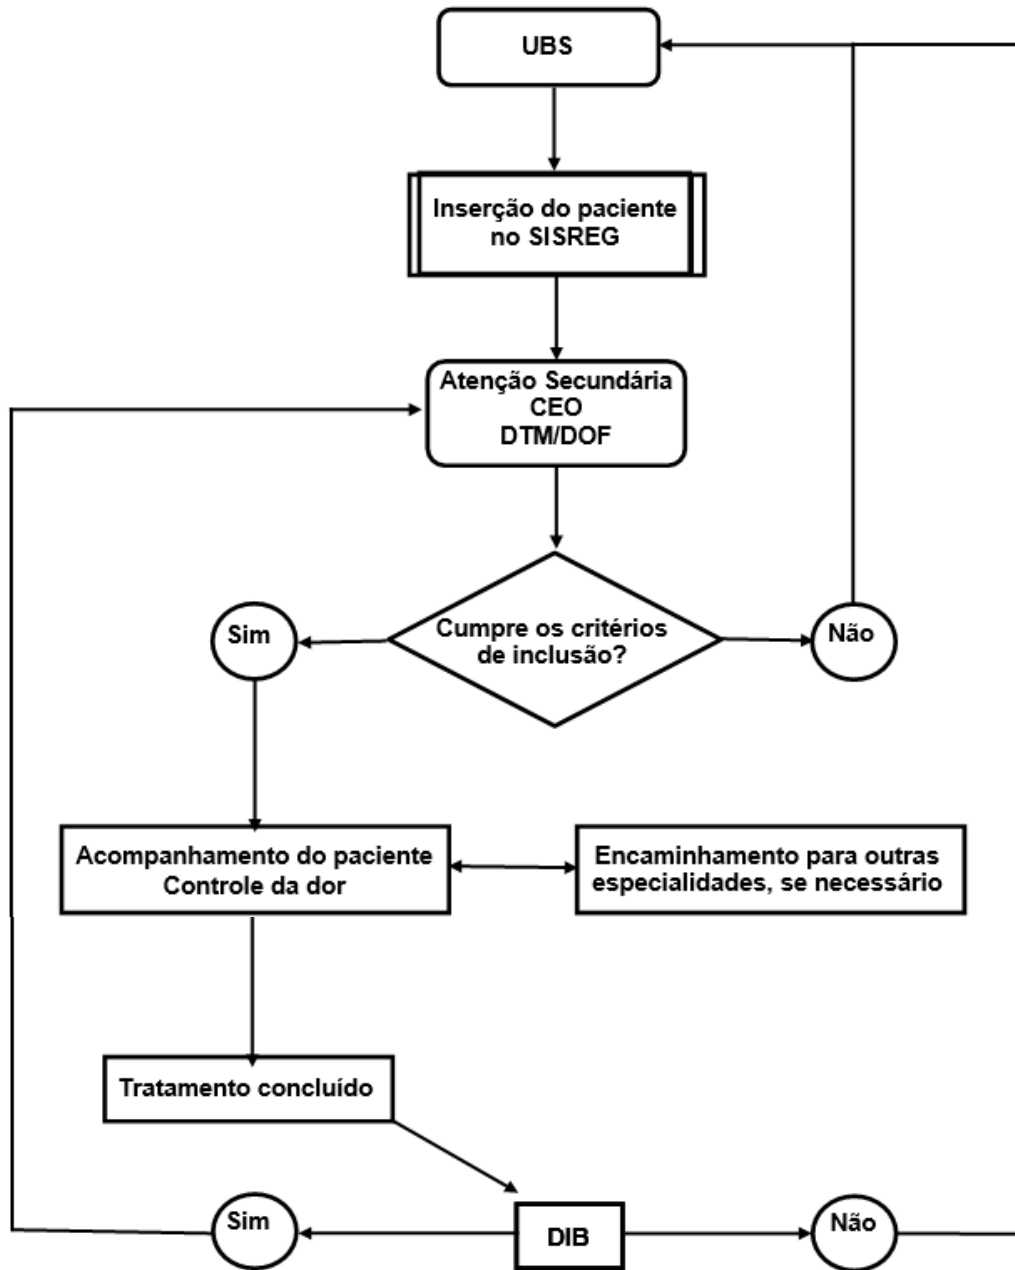 UBS
Inserção do paciente
no SISREG
Atenção Secundária
CEO
DTM/DOF
Cumpre os critérios
de inclusão?
Sim
Não
Acompanhamento do paciente
Controle da dor
Encaminhamento para outras
especialidades, se necessário
Tratamento concluído
DIB
Sim
Não